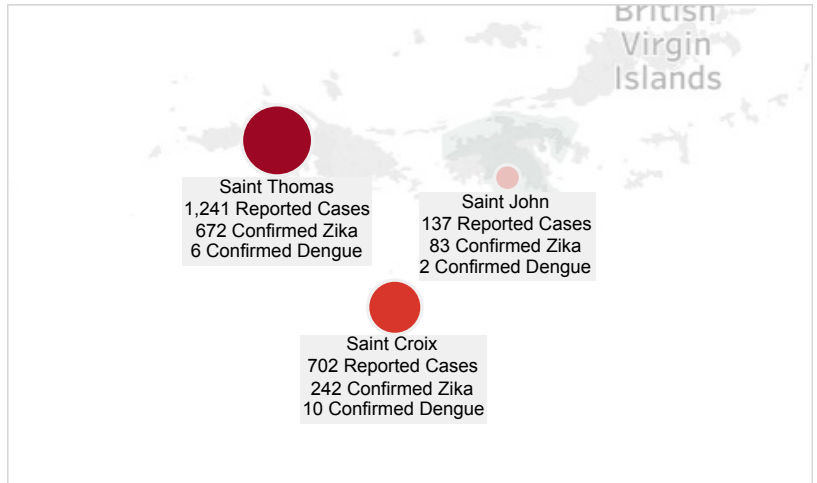 British
Virgin
Islands
Saint Thomas
1,241 Reported Cases
672 Confirmed Zika
6 Confirmed Dengue
Saint John
137 Reported Cases
83 Confirmed Zika
2 Confirmed Dengue
Saint Croix
702 Reported Cases
242 Confirmed Zika
10 Confirmed Dengue